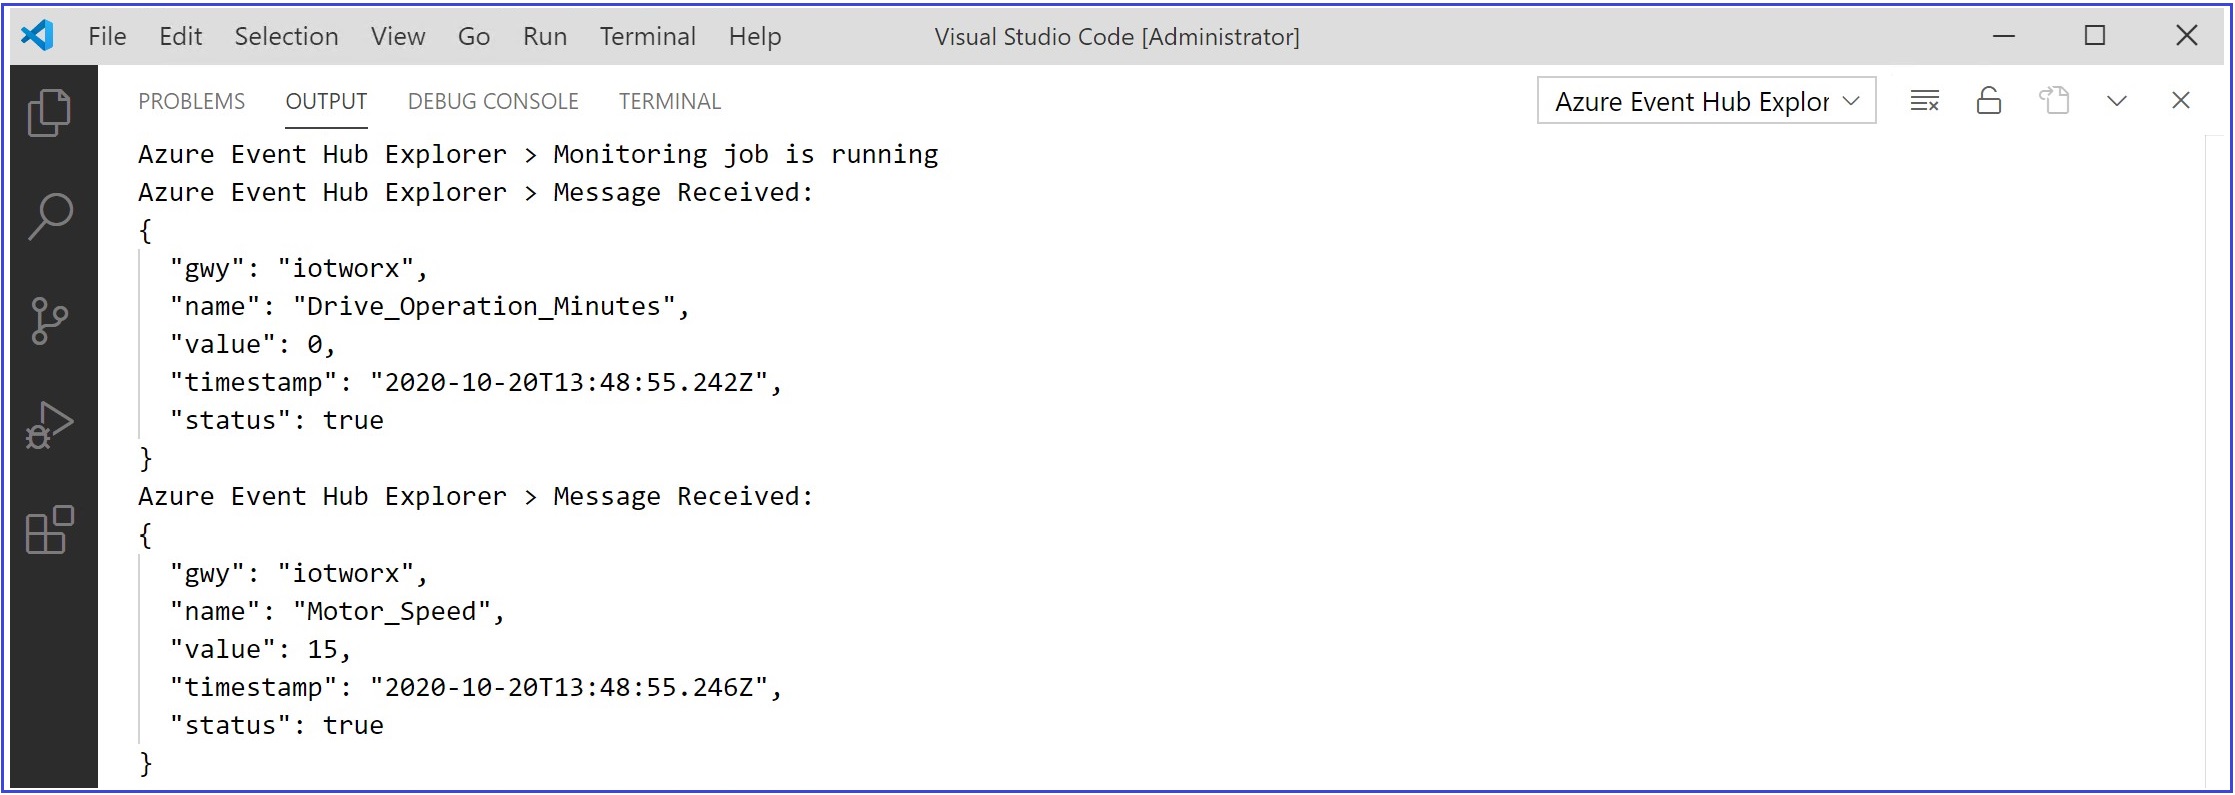 File Edit Selection View Go Run Terminal Help Visual Studio Code [Administrator]
PROBLEMS OUTPUT DEBUG CONSOLE TERMINAL Azure Event Hub Explor
Azure Event Hub Explorer > Monitoring job is running
Azure Event Hub Explorer > Message Received:
{
  "gwy": "iotworx",
  "name": "Drive_Operation_Minutes",
  "value": 0,
  "timestamp": "2020-10-20T13:48:55.242Z",
  "status": true
}
Azure Event Hub Explorer > Message Received:
{
  "gwy": "iotworx",
  "name": "Motor_Speed",
  "value": 15,
  "timestamp": "2020-10-20T13:48:55.246Z",
  "status": true
}